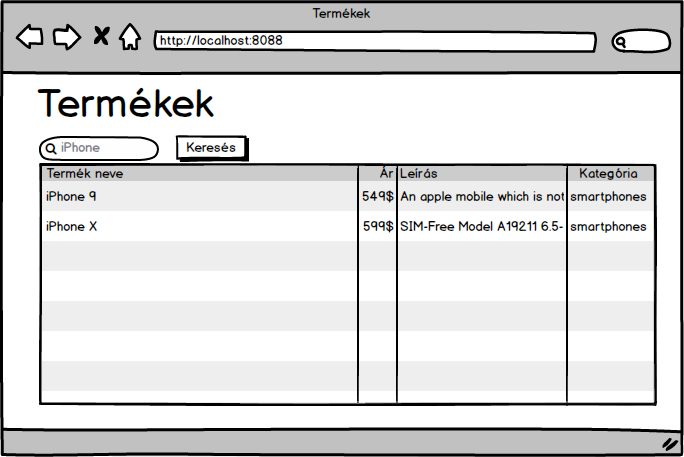 Termékek
http://localhost:8088
Termékek
iPhone
Keresés
Termék neve Ár Leírás Kategória
iPhone 9 549$ An apple mobile which is not smartphones
iPhone X 599$ SIM-Free Model A19211 6.5- smartphones